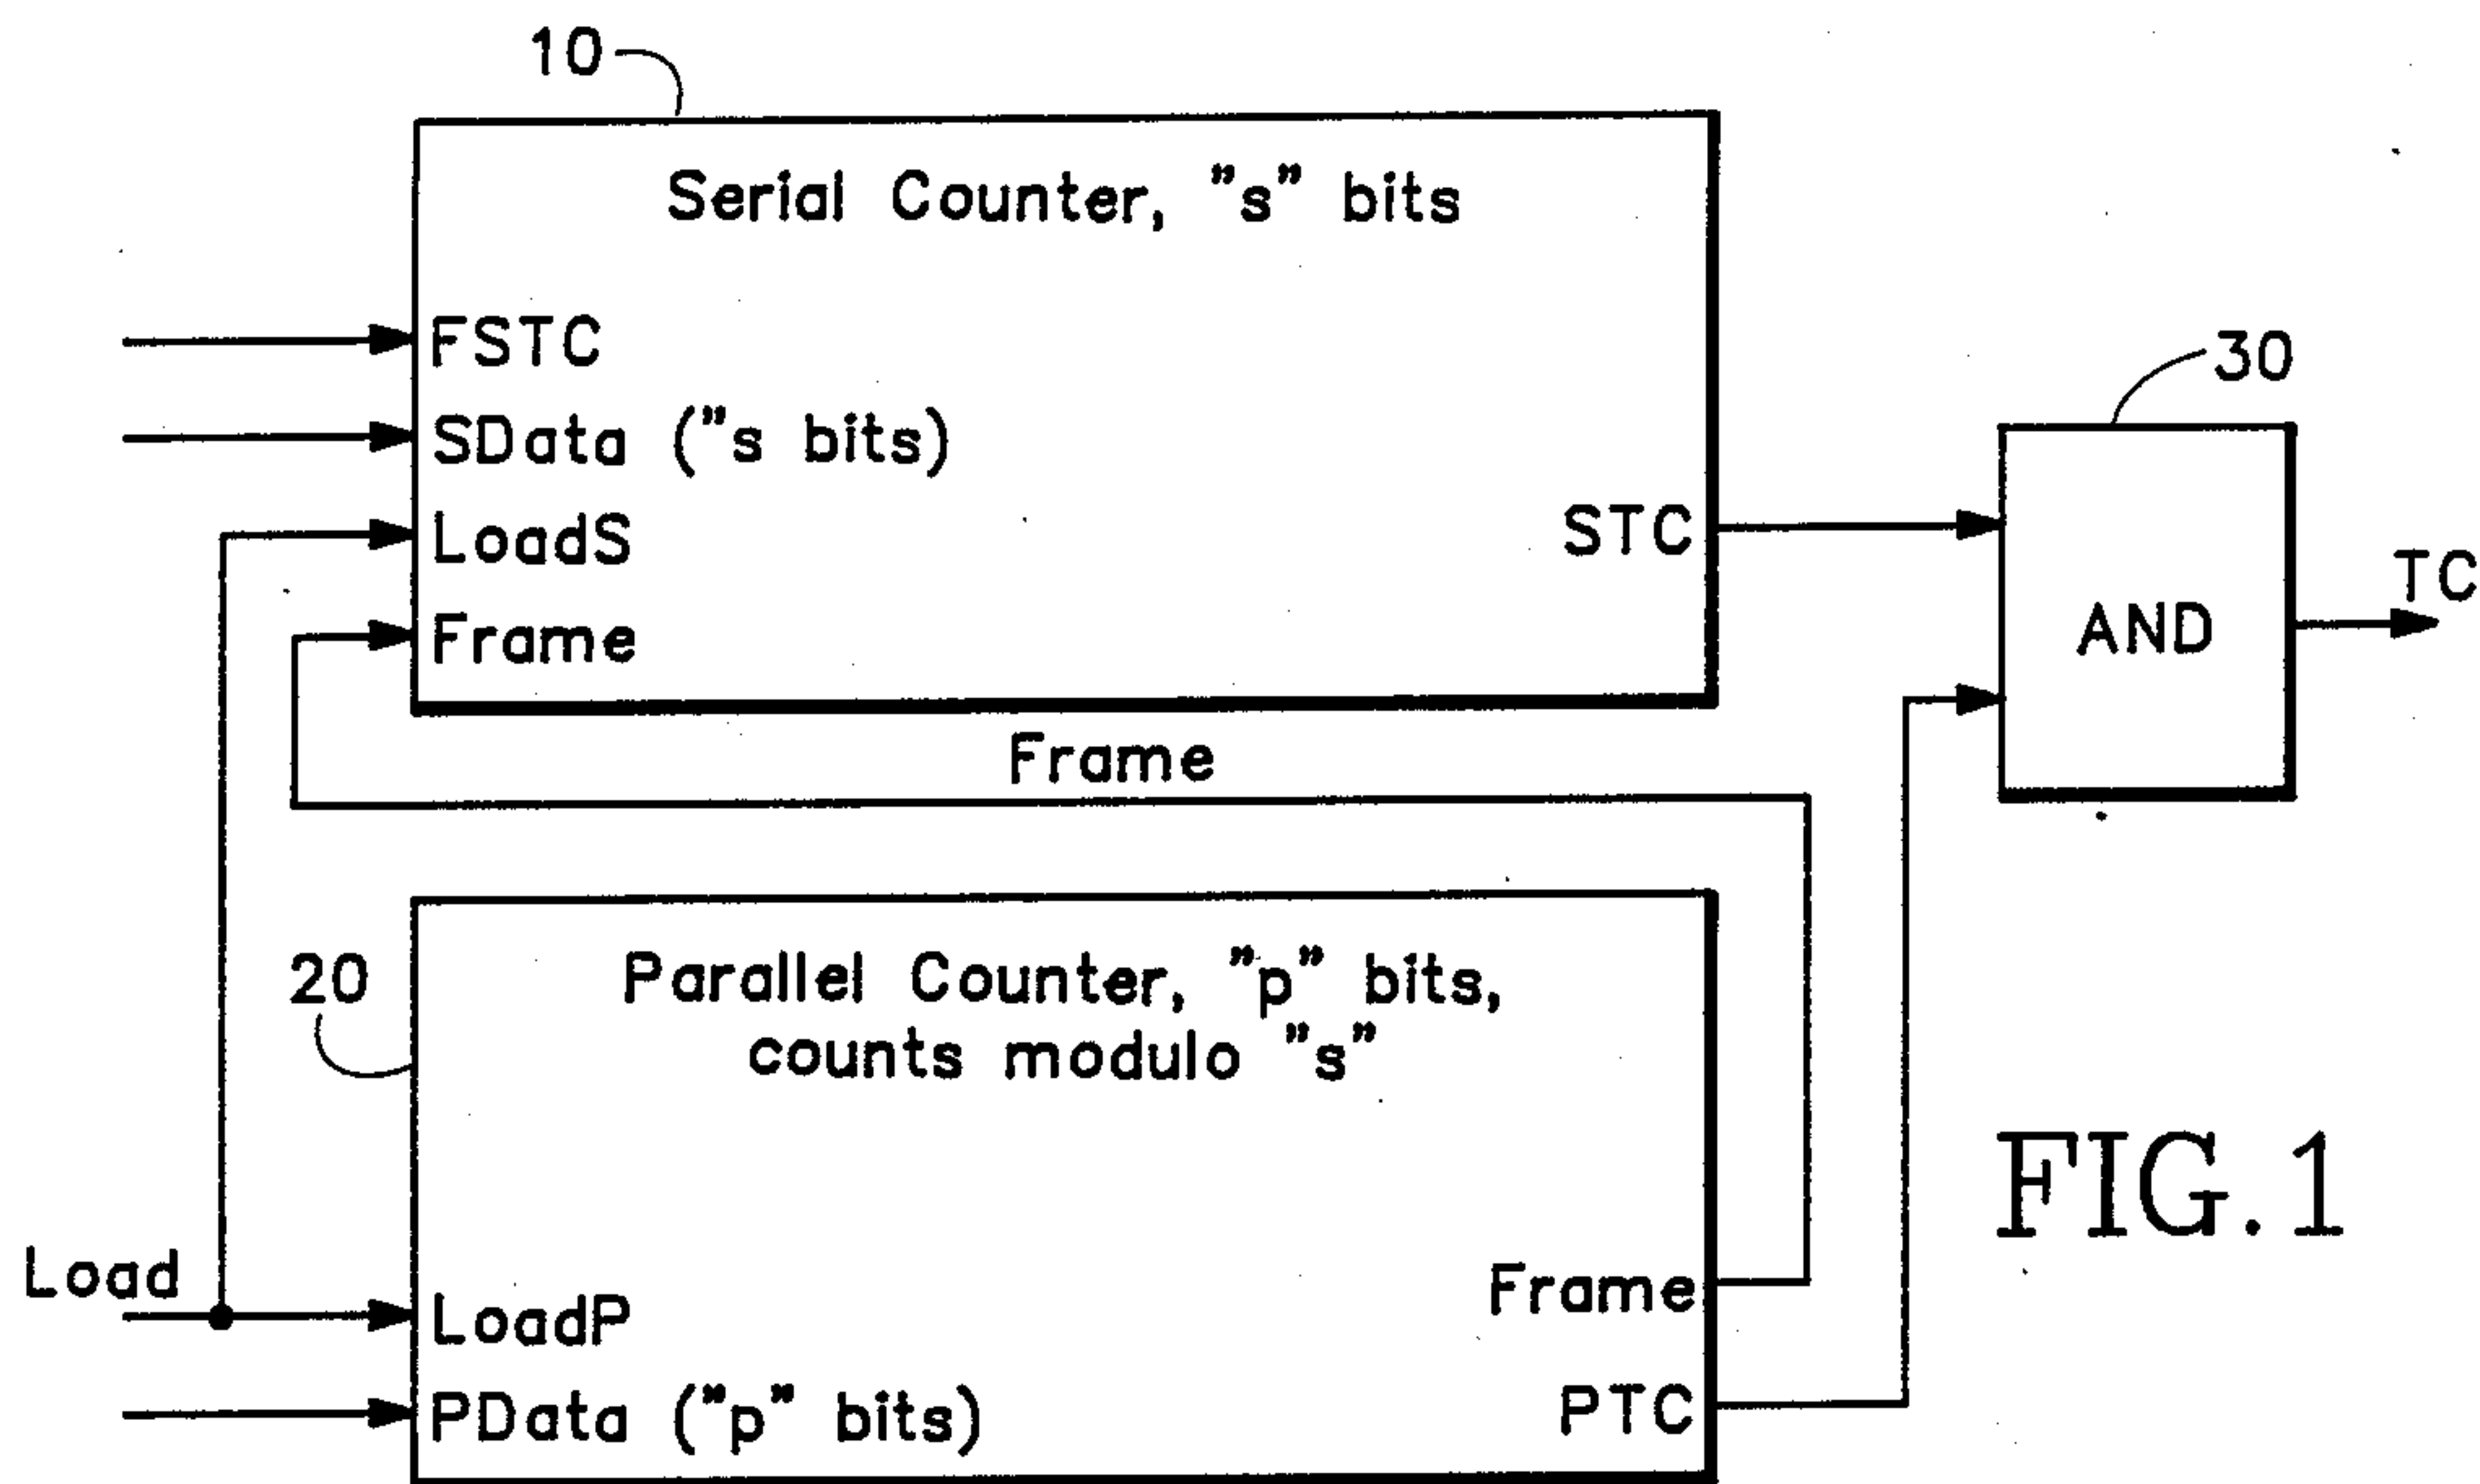 10
Serial Counter, "s" bits
FSTC
SData ("s bits)
LoadS
STC
Frame
30
AND
TC
Frame
20
Parallel Counter, "p" bits,
counts modulo "s"
Load
LoadP
PData ("p" bits)
Frame
PTC
FIG.1